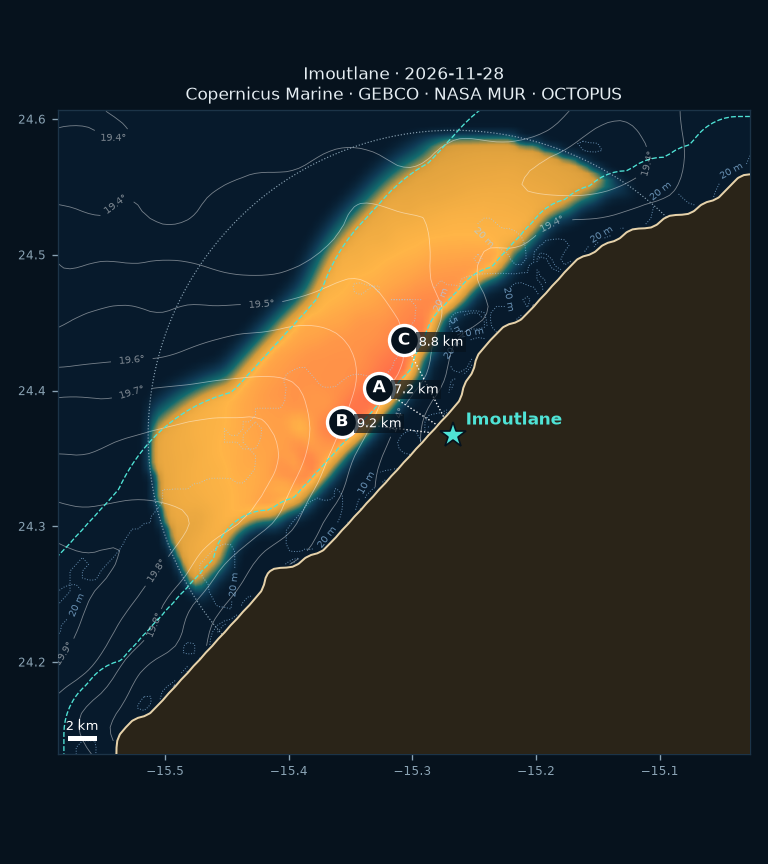 Imoutlane · 2026-11-28
Copernicus Marine · GEBCO · NASA MUR · OCTOPUS
24.6
24.5
24.4
24.3
24.2
−15.5
−15.4
−15.3
−15.2
−15.1
19.4°
19.4°
19.4°
19.4°
19.5°
19.6°
19.7°
19.8°
19.9°
20 m
20 m
20 m
20 m
C
8.8 km
A
7.2 km
B
9.2 km
Imoutlane
10 m
20 m
20 m
20 m
2 km